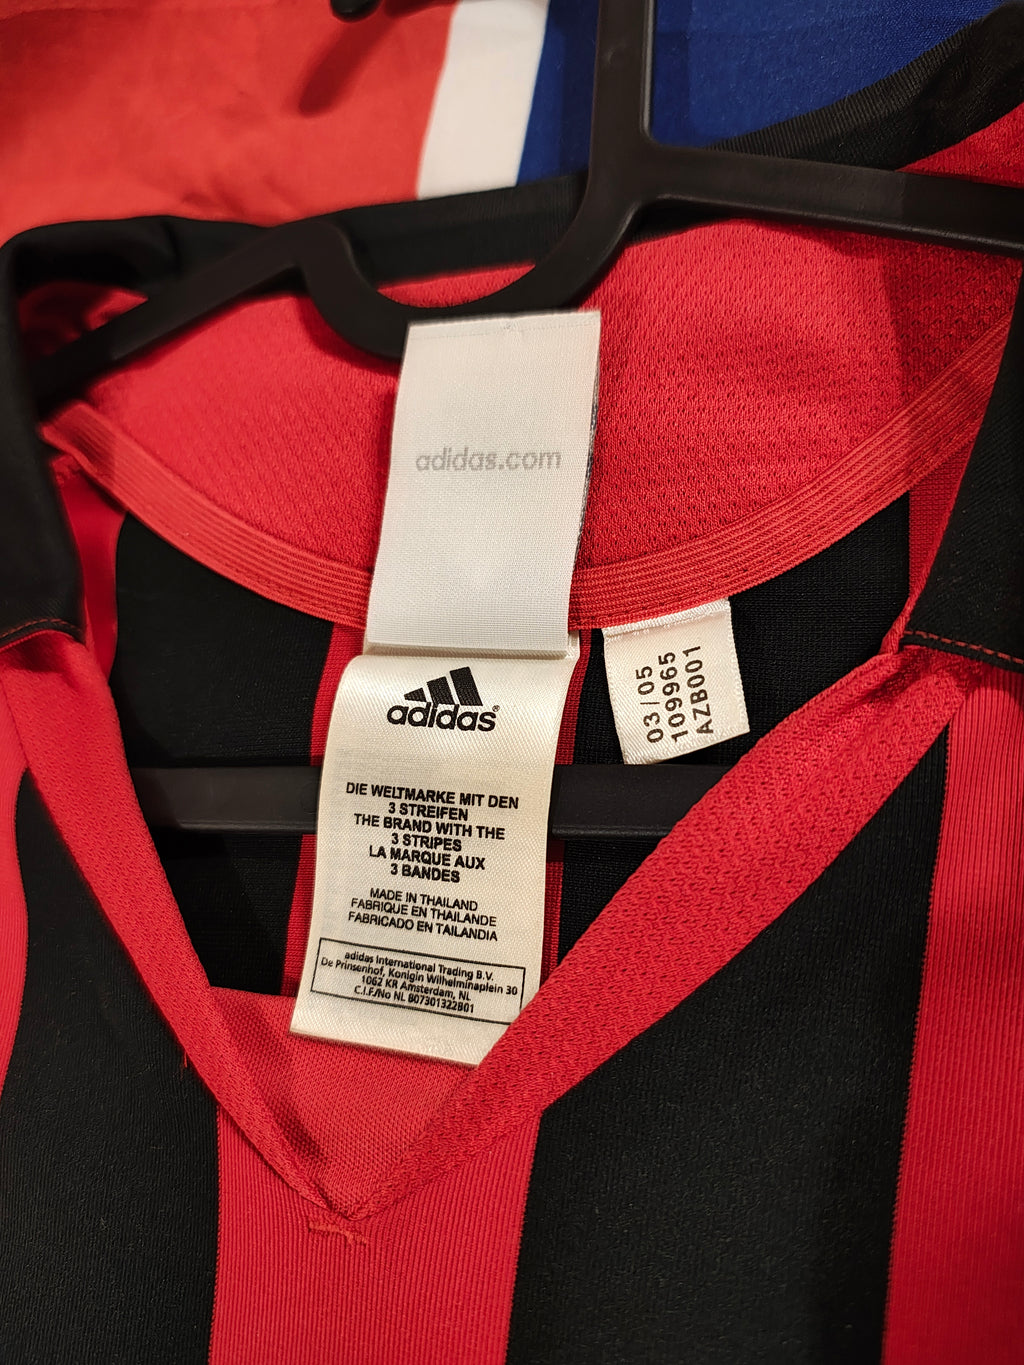 adidas.com
adidas®
DIE WELTMARKE MIT DEN
3 STREIFEN
THE BRAND WITH THE
3 STRIPES
LA MARQUE AUX
3 BANDES
MADE IN THAILAND
FABRIQUE EN THAILANDE
FABRICADO EN TAILANDIA
adidas International Trading B.V.
De Prinsenhof, Konigin Wilhelminaplein 30
1062 KR Amsterdam, NL
C.I.F./No NL 807301322B01
03/05
109965
AZB001